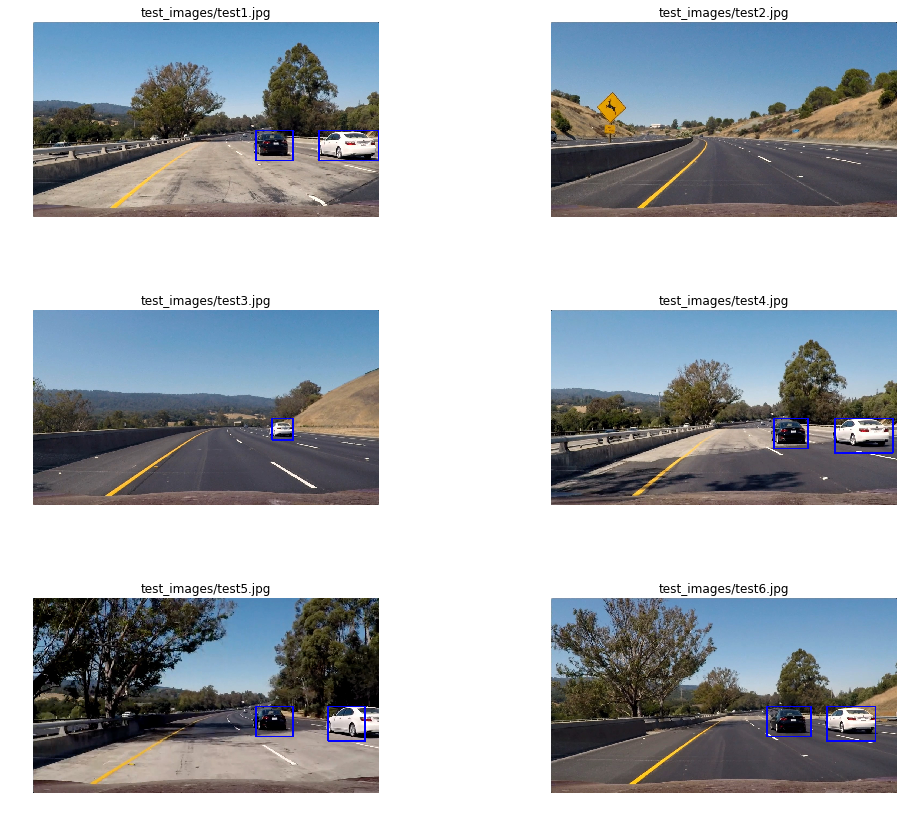 test_images/test1.jpg
test_images/test2.jpg
test_images/test3.jpg
test_images/test4.jpg
test_images/test5.jpg
test_images/test6.jpg